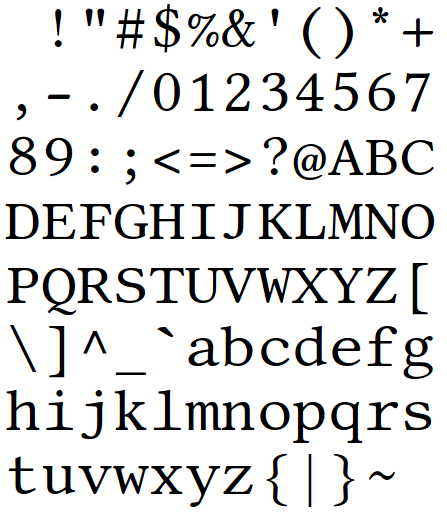 !"#$%&'()*+
,-./01234567
89:;<=>?@ABC
DEFGHIJKLMNO
PQRSTUVWXYZ[
\]^_`abcdefg
hijklmnopqrs
tuvwxyz{|}~